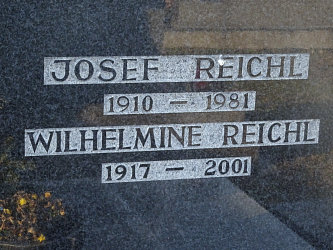 JOSEF REICHL
1910 – 1981
WILHELMINE REICHL
1917 – 2001